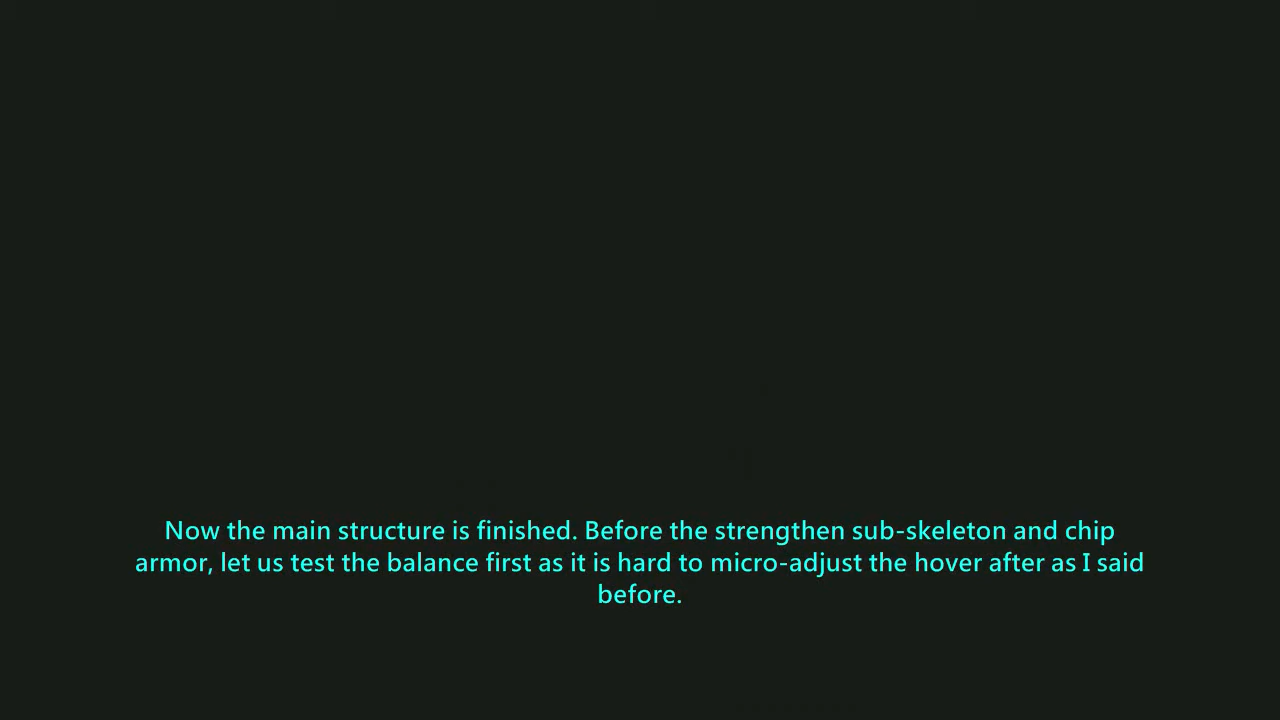 Now the main structure is finished. Before the strengthen sub-skeleton and chip
armor, let us test the balance first as it is hard to micro-adjust the hover after as I said
before.